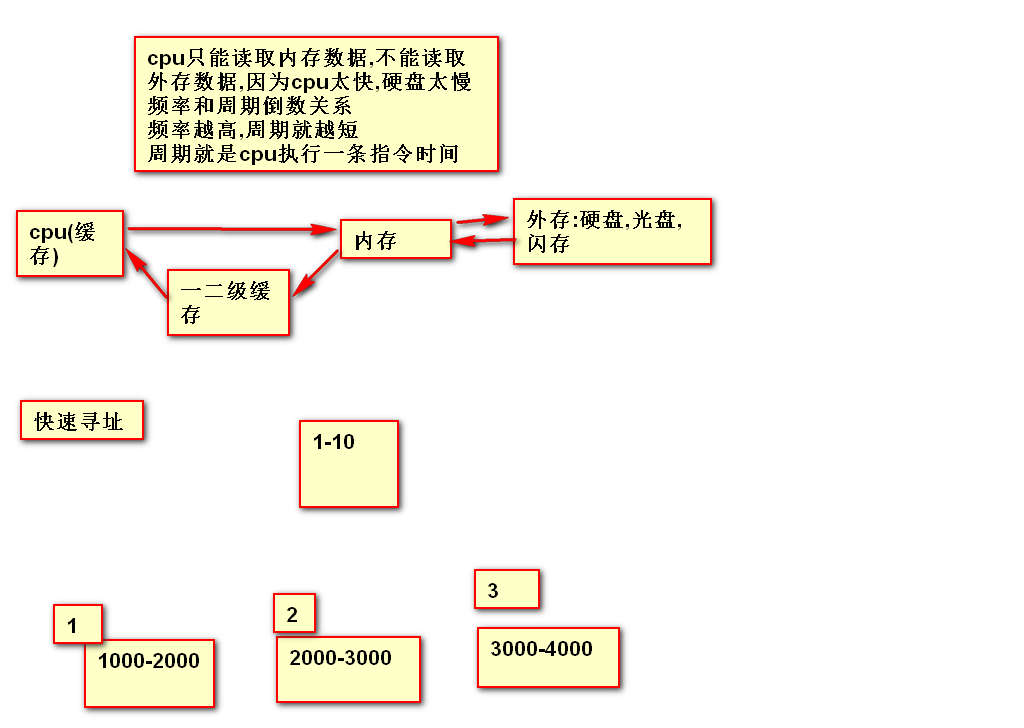 cpu只能读取内存数据,不能读取
外存数据,因为cpu太快,硬盘太慢
频率和周期倒数关系
频率越高,周期就越短
周期就是cpu执行一条指令时间
cpu(缓
存)
内存
外存:硬盘,光盘,
闪存
一二级缓
存
快速寻址
1-10
1
1000-2000
2
2000-3000
3
3000-4000